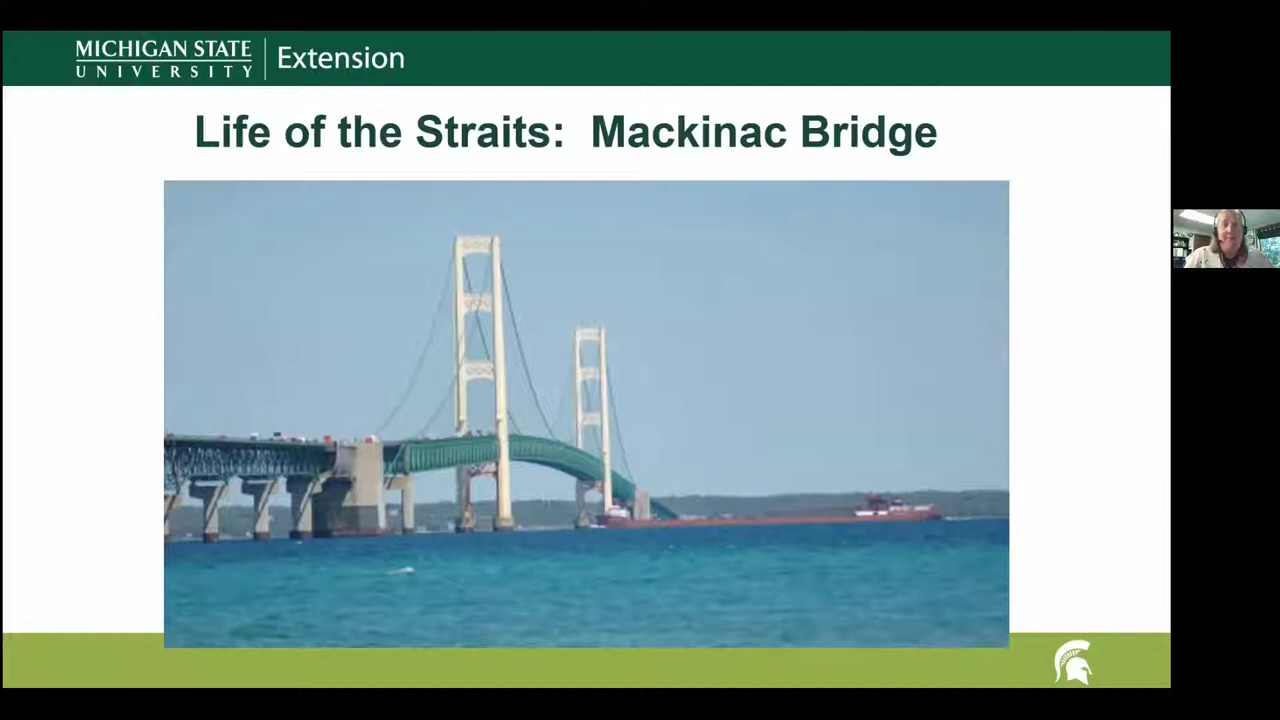 MICHIGAN STATE
UNIVERSITY
Extension
Life of the Straits: Mackinac Bridge